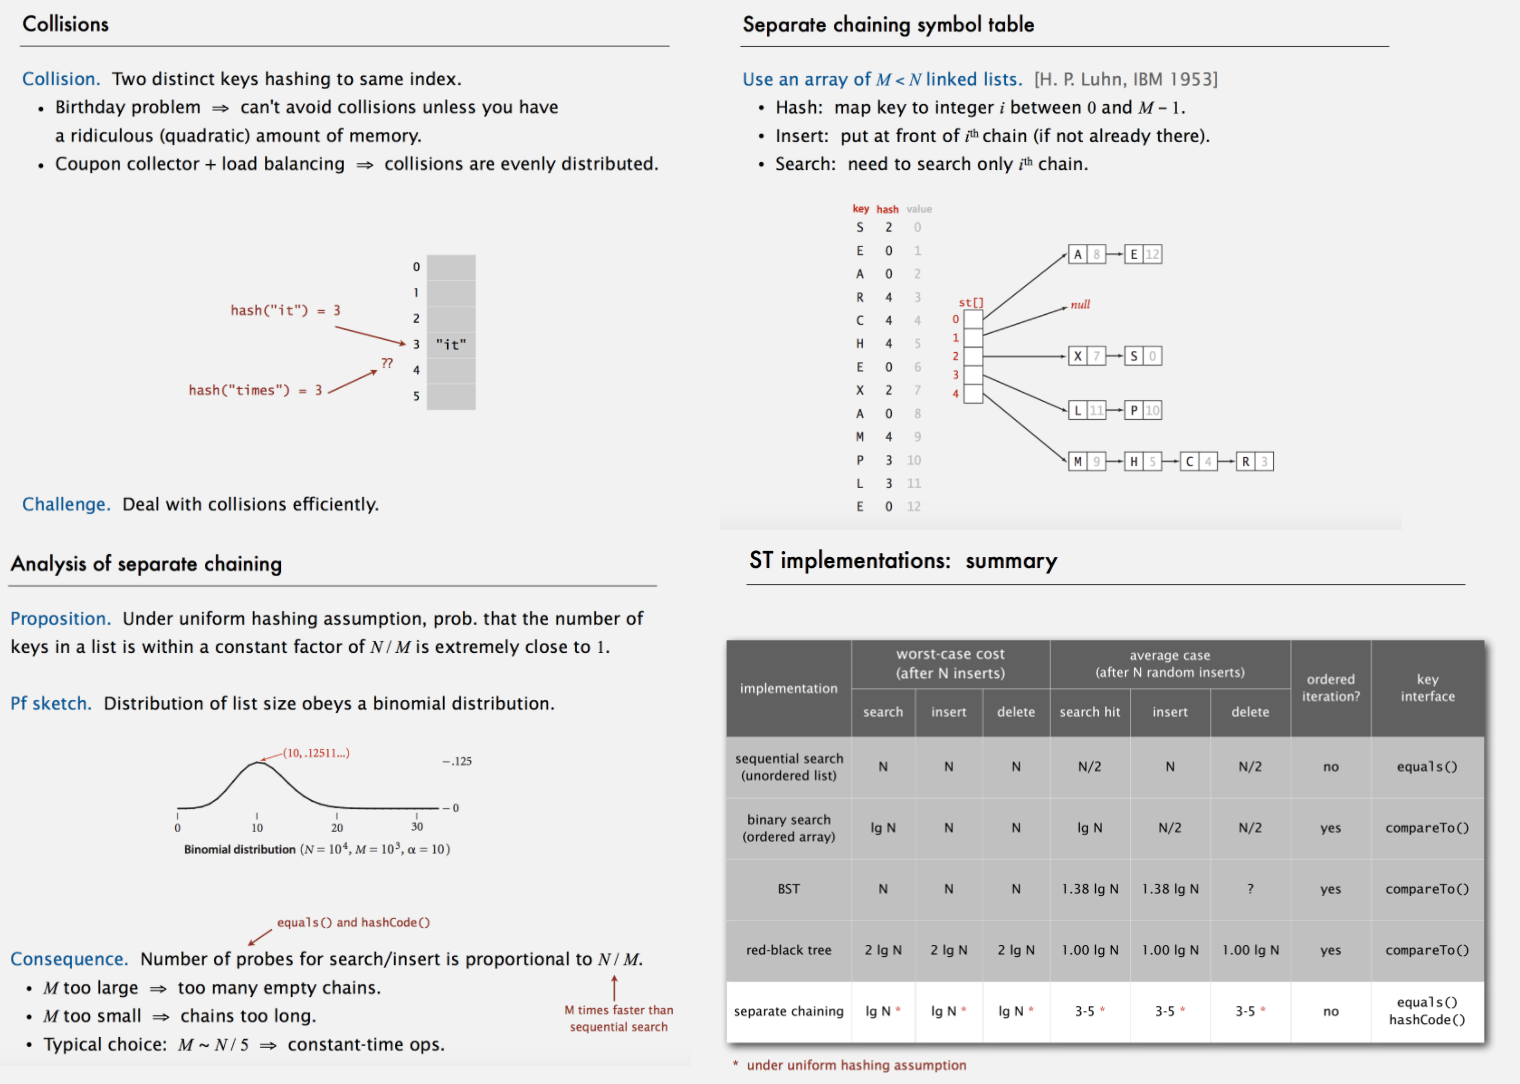 Collisions
Collision. Two distinct keys hashing to same index.
• Birthday problem ⇒ can't avoid collisions unless you have
a ridiculous (quadratic) amount of memory.
• Coupon collector + load balancing ⇒ collisions are evenly distributed.
0
1
hash("it") = 3
2
3 "it"
??
4
hash("times") = 3
5
Challenge. Deal with collisions efficiently.
Separate chaining symbol table
Use an array of M < N linked lists. [H. P. Luhn, IBM 1953]
• Hash: map key to integer i between 0 and M − 1.
• Insert: put at front of ith chain (if not already there).
• Search: need to search only ith chain.
key hash value
S 2 0
E 0 1
A 0 2
R 4 3
C 4 4
H 4 5
E 0 6
X 2 7
A 0 8
M 4 9
P 3 10
L 3 11
E 0 12
st[]
0
1
2
3
4
A 8 E 12
null
X 7 S 0
L 11 P 10
M 9 H 5 C 4 R 3
Analysis of separate chaining
Proposition. Under uniform hashing assumption, prob. that the number of
keys in a list is within a constant factor of N / M is extremely close to 1.
Pf sketch. Distribution of list size obeys a binomial distribution.
(10, .12511...)
.125
0
0 10 20 30
Binomial distribution (N = 10⁴, M = 10³, α = 10)
equals() and hashCode()
Consequence. Number of probes for search/insert is proportional to N / M.
• M too large ⇒ too many empty chains.
• M too small ⇒ chains too long.
• Typical choice: M ~ N / 5 ⇒ constant-time ops.
M times faster than
sequential search
ST implementations: summary
implementation
worst-case cost
(after N inserts)
average case
(after N random inserts)
ordered
iteration?
key
interface
search insert delete search hit insert delete
sequential search
(unordered list)
N N N N/2 N N/2 no equals()
binary search
(ordered array)
lg N N N lg N N/2 N/2 yes compareTo()
BST N N N 1.38 lg N 1.38 lg N ? yes compareTo()
red-black tree 2 lg N 2 lg N 2 lg N 1.00 lg N 1.00 lg N 1.00 lg N yes compareTo()
separate chaining lg N * lg N * lg N * 3-5 * 3-5 * 3-5 * no
equals()
hashCode()
* under uniform hashing assumption